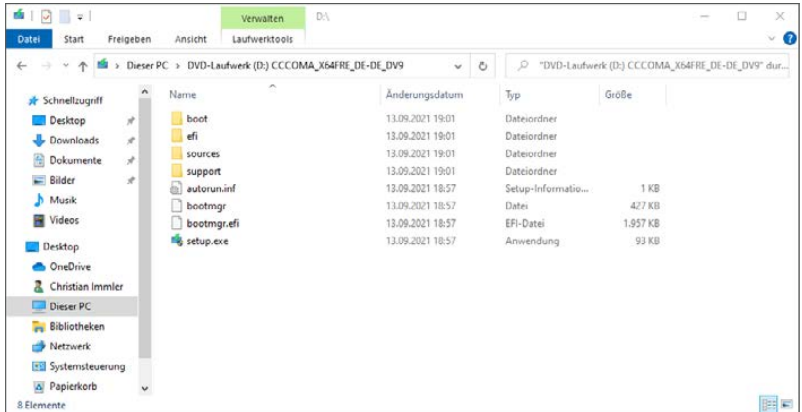 Verwalten D:\
Datei Start Freigeben Ansicht Laufwerktools
Dieser PC > DVD-Laufwerk (D:) CCCOMA_X64FRE_DE-DE_DV9 "DVD-Laufwerk (D:) CCCOMA_X64FRE_DE-DE_DV9" dur...
Name Änderungsdatum Typ Größe
Schnellzugriff
Desktop
Downloads
Dokumente
Bilder
Musik
Videos
Desktop
OneDrive
Christian Immler
Dieser PC
Bibliotheken
Netzwerk
Systemsteuerung
Papierkorb
boot 13.09.2021 19:01 Dateiordner
efi 13.09.2021 19:01 Dateiordner
sources 13.09.2021 19:01 Dateiordner
support 13.09.2021 19:01 Dateiordner
autorun.inf 13.09.2021 18:57 Setup-Informatio... 1 KB
bootmgr 13.09.2021 18:57 Datei 427 KB
bootmgr.efi 13.09.2021 18:57 EFI-Datei 1.957 KB
setup.exe 13.09.2021 18:57 Anwendung 93 KB
8 Elemente